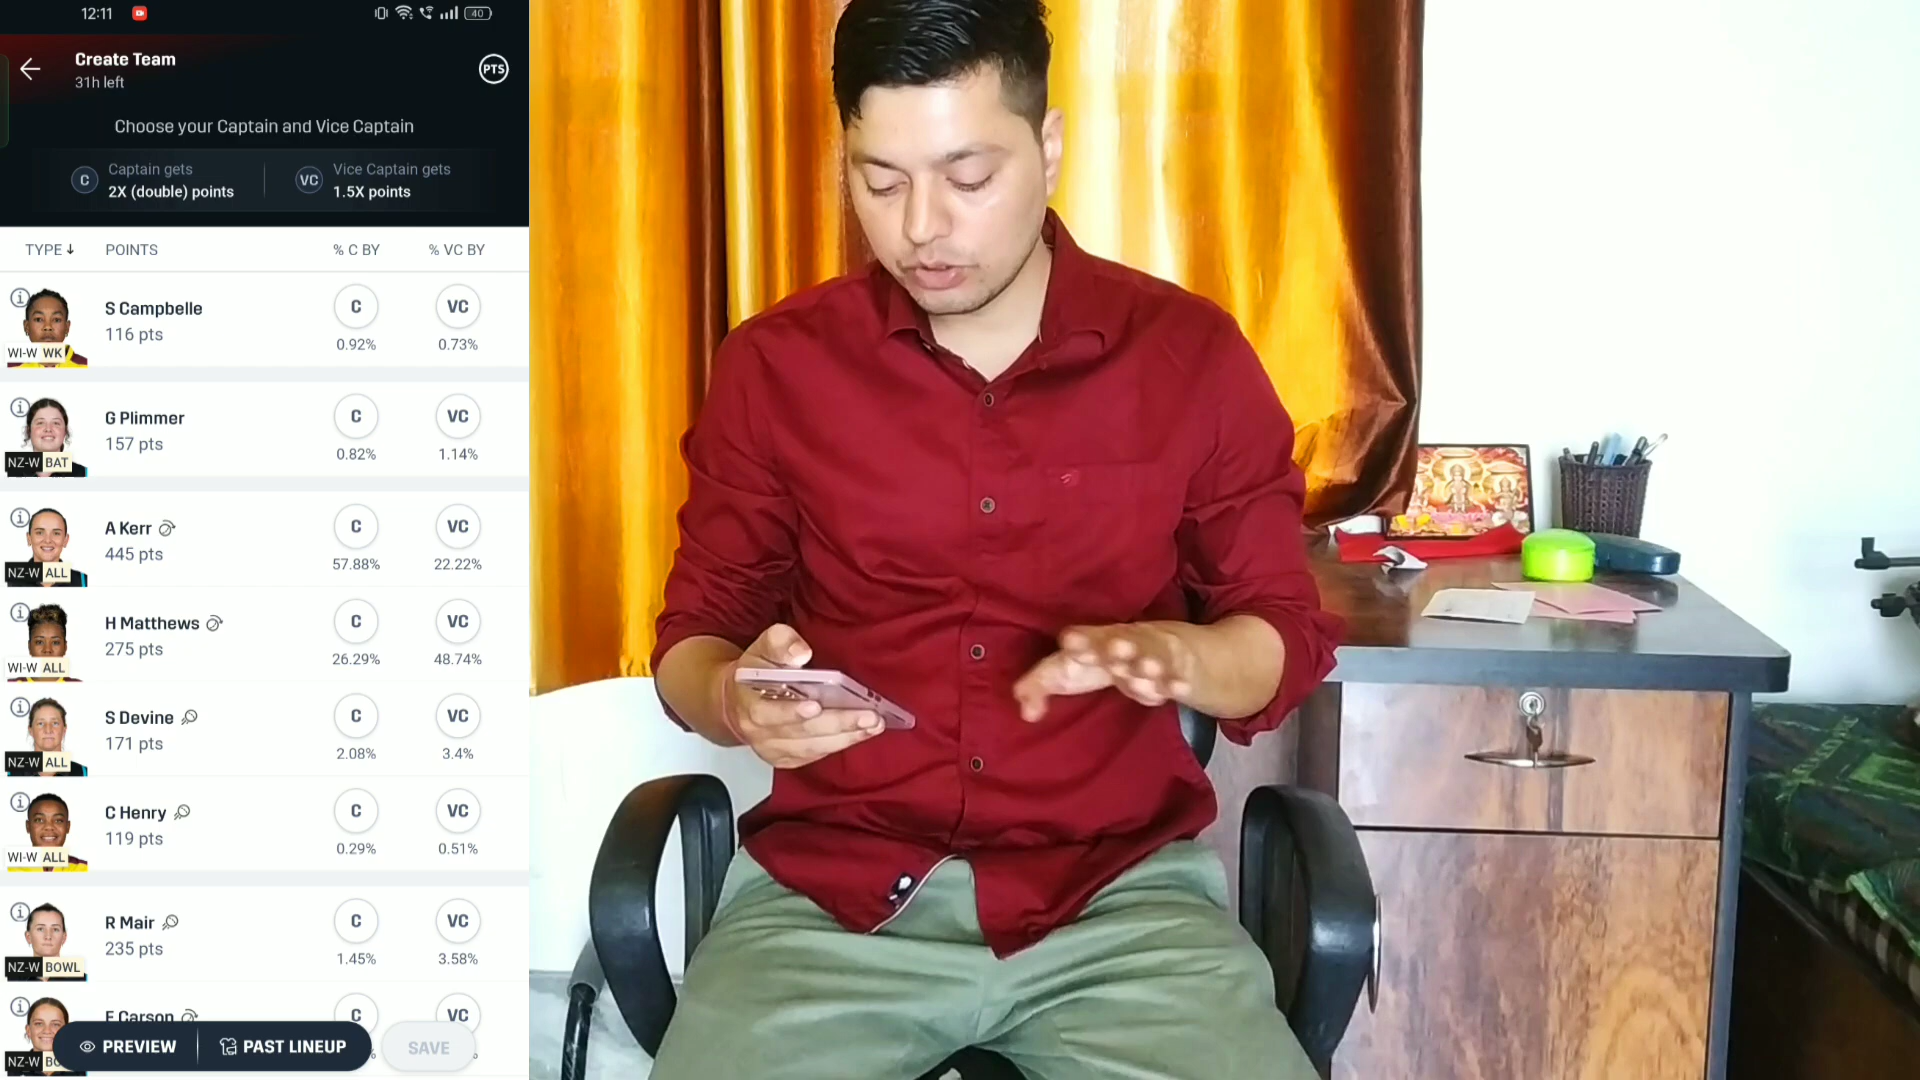 12:11
40
Create Team
31h left
PTS
Choose your Captain and Vice Captain
C
Captain gets
2X (double) points
VC
Vice Captain gets
1.5X points
TYPE POINTS % C BY % VC BY
S Campbelle
116 pts
WI-W WK
C
0.92%
VC
0.73%
G Plimmer
157 pts
NZ-W BAT
C
0.82%
VC
1.14%
A Kerr
445 pts
NZ-W ALL
C
57.88%
VC
22.22%
H Matthews
275 pts
WI-W ALL
C
26.29%
VC
48.74%
S Devine
171 pts
NZ-W ALL
C
2.08%
VC
3.4%
C Henry
119 pts
WI-W ALL
C
0.29%
VC
0.51%
R Mair
235 pts
NZ-W BOWL
C
1.45%
VC
3.58%
E Carson
NZ-W
C
VC
PREVIEW
PAST LINEUP
SAVE